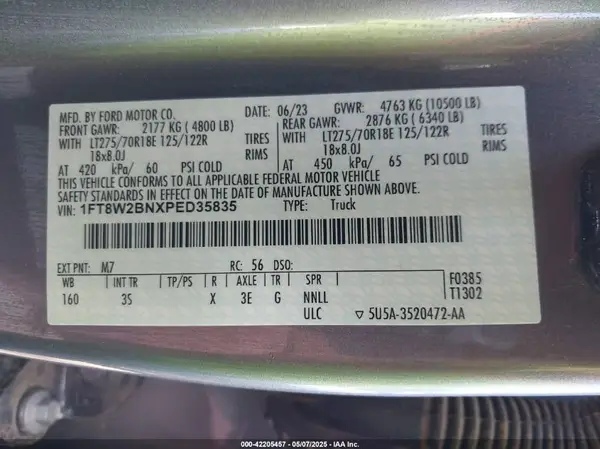 MFD. BY FORD MOTOR CO. DATE: 06/23 GVWR: 4763 KG (10500 LB)
FRONT GAWR: 2177 KG (4800 LB) REAR GAWR: 2876 KG (6340 LB)
WITH LT275/70R18E 125/122R TIRES WITH LT275/70R18E 125/122R TIRES
18x8.0J RIMS 18x8.0J RIMS
AT 420 kPa/ 60 PSI COLD AT 450 kPa/ 65 PSI COLD
THIS VEHICLE CONFORMS TO ALL APPLICABLE FEDERAL MOTOR VEHICLE
SAFETY STANDARDS IN EFFECT ON THE DATE OF MANUFACTURE SHOWN ABOVE.
VIN: 1FT8W2BNXPED35835 TYPE: Truck
EXT PNT: M7 RC: 56 DSO: F0385
WB INT TR TP/PS R AXLE TR SPR T1302
160 3S X 3E G NNLL
ULC ▽ 5U5A-3520472-AA
000-42205457 | 05/07/2025 | IAA Inc.